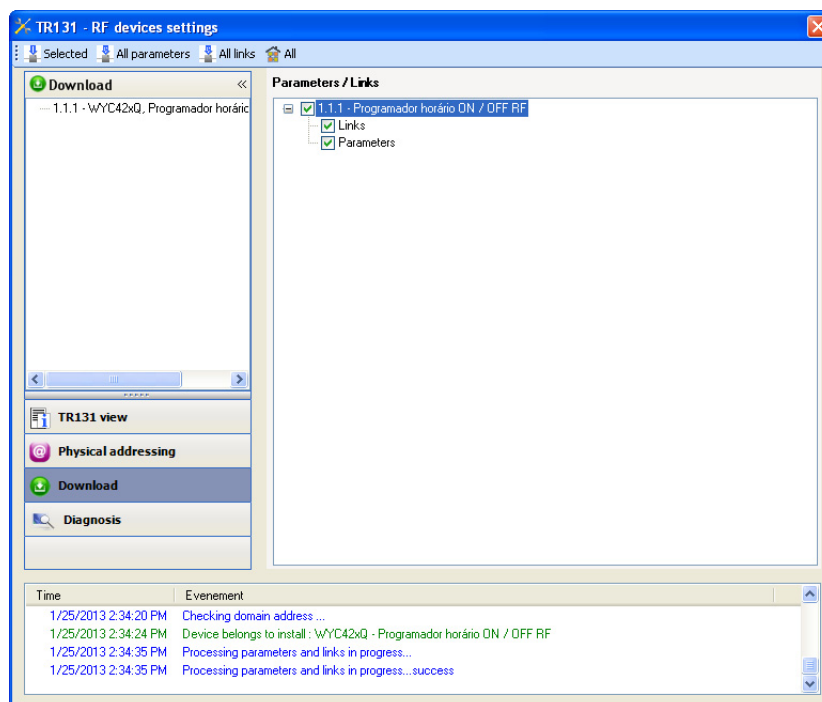 TR131 - RF devices settings
Selected All parameters All links All
Download «
1.1.1 - WYC42xQ, Programador horáric
TR131 view
Physical addressing
Download
Diagnosis
Parameters / Links
1.1.1 - Programador horário ON / OFF RF
Links
Parameters
Time Evenement
1/25/2013 2:34:20 PM Checking domain address ...
1/25/2013 2:34:24 PM Device belongs to install : WYC42xQ - Programador horário ON / OFF RF
1/25/2013 2:34:35 PM Processing parameters and links in progress...
1/25/2013 2:34:35 PM Processing parameters and links in progress...success